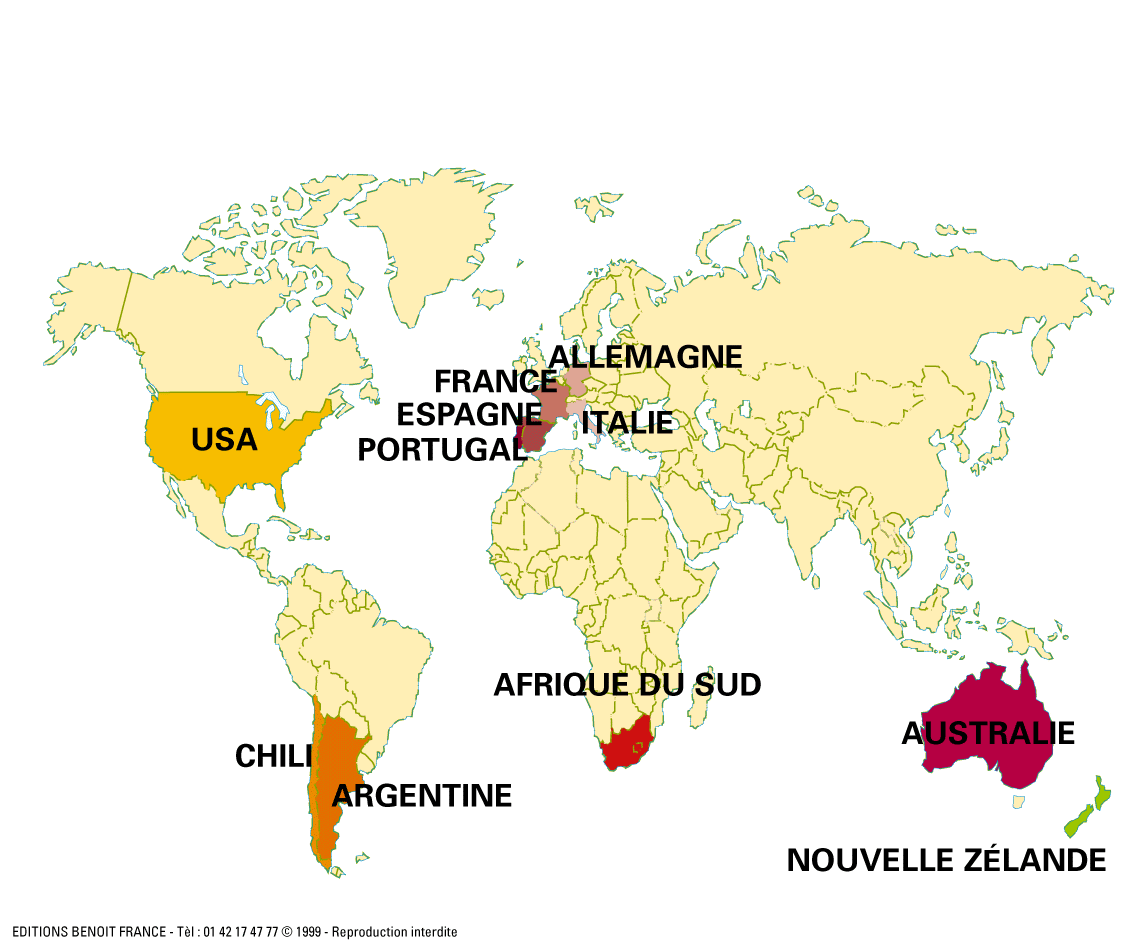 ALLEMAGNE
FRANCE
ESPAGNE
ITALIE
USA
PORTUGAL
AFRIQUE DU SUD
AUSTRALIE
CHILI
ARGENTINE
NOUVELLE ZÉLANDE
EDITIONS BENOIT FRANCE - Tèl : 01 42 17 47 77 © 1999 - Reproduction interdite